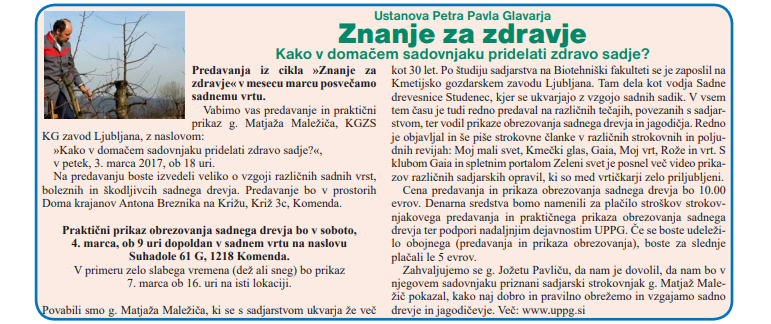 Ustanova Petra Pavla Glavarja
Znanje za zdravje
Kako v domačem sadovnjaku pridelati zdravo sadje?
Predavanja iz cikla »Znanje za
zdravje« v mesecu marcu posvečamo
sadnemu vrtu.
Vabimo vas predavanje in praktični
prikaz g. Matjaža Maležiča, KGZS
KG zavod Ljubljana, z naslovom:
»Kako v domačem sadovnjaku pridelati zdravo sadje?«,
v petek, 3. marca 2017, ob 18 uri.
Na predavanju boste izvedeli veliko o vzgoji različnih sadnih vrst,
boleznih in škodljivcih sadnega drevja. Predavanje bo v prostorih
Doma krajanov Antona Breznika na Križu, Križ 3c, Komenda.
Praktični prikaz obrezovanja sadnega drevja bo v soboto,
4. marca, ob 9 uri dopoldan v sadnem vrtu na naslovu
Suhadole 61 G, 1218 Komenda.
V primeru zelo slabega vremena (dež ali sneg) bo prikaz
7. marca ob 16. uri na isti lokaciji.
Povabili smo g. Matjaža Maležiča, ki se s sadjarstvom ukvarja že več
kot 30 let. Po študiju sadjarstva na Biotehniški fakulteti se je zaposlil na
Kmetijsko gozdarskem zavodu Ljubljana. Tam dela kot vodja Sadne
drevesnice Studenec, kjer se ukvarjajo z vzgojo sadnih sadik. V vsem
tem času je tudi redno predaval na različnih tečajih, povezanih s sadjar-
stvom, ter vodil prikaze obrezovanja sadnega drevja in jagodičja. Redno
je objavljal in še piše strokovne članke v različnih strokovnih in polju-
dnih revijah: Moj mali svet, Kmečki glas, Gaia, Moj vrt, Rože in vrt. S
klubom Gaia in spletnim portalom Zeleni svet je posnel več video prika-
zov različnih sadjarskih opravil, ki so med vrtičkarji zelo priljubljeni.
Cena predavanja in prikaza obrezovanja sadnega drevja bo 10.00
evrov. Denarna sredstva bomo namenili za plačilo stroškov strokov-
njakovega predavanja in praktičnega prikaza obrezovanja sadnega
drevja ter podpori nadaljnjim dejavnostim UPPG. Če se boste udeleži-
lo obojnega (predavanja in prikaza obrezovanja), boste za slednje
plačali le 5 evrov.
Zahvaljujemo se g. Jožetu Pavliču, da nam je dovolil, da nam bo v
njegovem sadovnjaku priznani sadjarski strokovnjak g. Matjaž Male-
žič pokazal, kako naj dobro in pravilno obrežemo in vzgajamo sadno
drevje in jagodičevje. Več: www.uppg.si